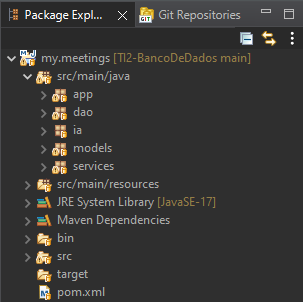 Package Expl...
Git Repositories
my.meetings [TI2-BancoDeDados main]
src/main/java
app
dao
ia
models
services
src/main/resources
JRE System Library [JavaSE-17]
Maven Dependencies
bin
src
target
pom.xml